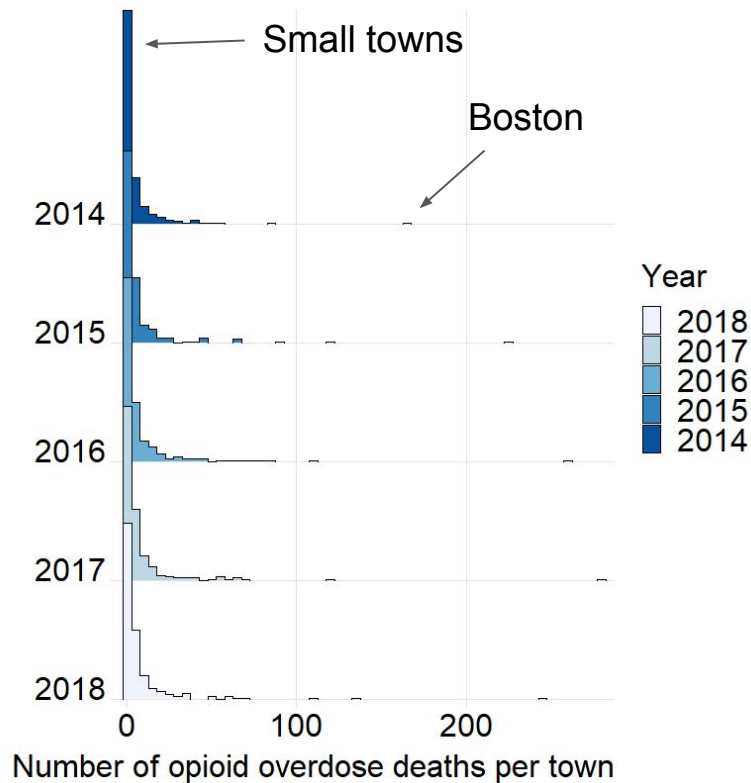 Small towns
Boston
2014
2015
2016
2017
2018
0 100 200
Number of opioid overdose deaths per town
Year
2018
2017
2016
2015
2014